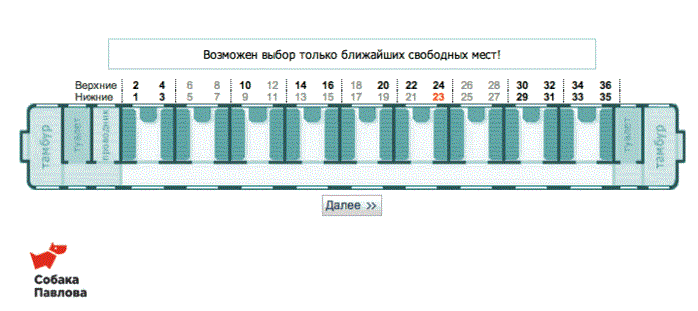 Возможен выбор только ближайших свободных мест!
Верхние 2 4 6 8 10 12 14 16 18 20 22 24 26 28 30 32 34 36
Нижние 1 3 5 7 9 11 13 15 17 19 21 23 25 27 29 31 33 35
тамбур туалет проводник туалет тамбур
Далее >>
Собака
Павлова